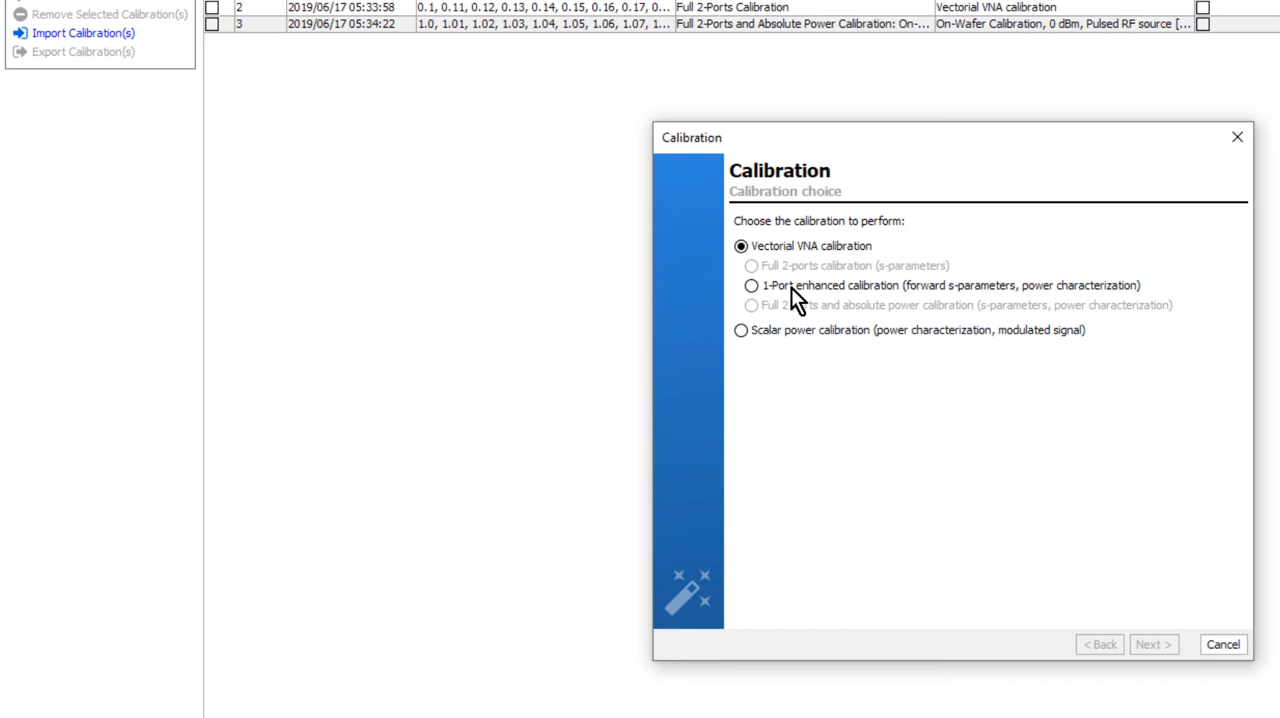 Remove Selected Calibration(s)
Import Calibration(s)
Export Calibration(s)
2 2019/06/17 05:33:58 0.1, 0.11, 0.12, 0.13, 0.14, 0.15, 0.16, 0.17, 0... Full 2-Ports Calibration Vectorial VNA calibration
3 2019/06/17 05:34:22 1.0, 1.01, 1.02, 1.03, 1.04, 1.05, 1.06, 1.07, 1... Full 2-Ports and Absolute Power Calibration: On-... On-Wafer Calibration, 0 dBm, Pulsed RF source [...
Calibration
Calibration
Calibration choice
Choose the calibration to perform:
Vectorial VNA calibration
Full 2-ports calibration (s-parameters)
1-Port enhanced calibration (forward s-parameters, power characterization)
Full 2-ports and absolute power calibration (s-parameters, power characterization)
Scalar power calibration (power characterization, modulated signal)
< Back Next > Cancel